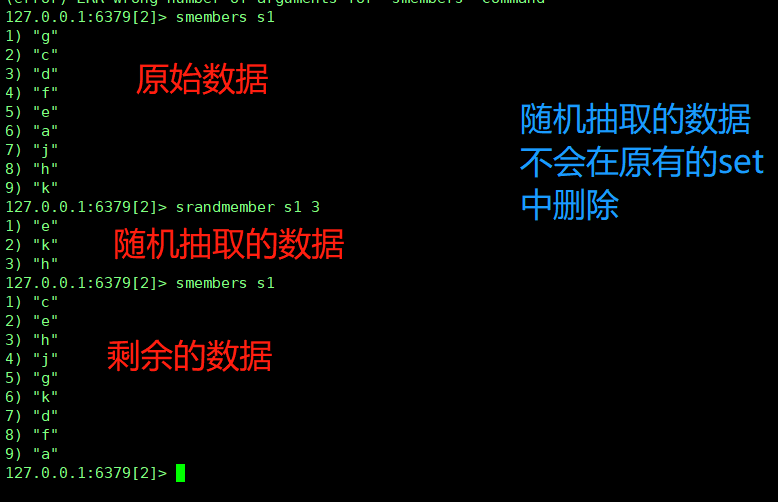 (error) ERR wrong number of arguments for 'smembers' command
127.0.0.1:6379[2]> smembers s1
1) "g"
2) "c"
3) "d"
4) "f"
5) "e"
6) "a"
7) "j"
8) "h"
9) "k"
原始数据
随机抽取的数据
不会在原有的set
中删除
127.0.0.1:6379[2]> srandmember s1 3
1) "e"
2) "k"
3) "h"
随机抽取的数据
127.0.0.1:6379[2]> smembers s1
1) "c"
2) "e"
3) "h"
4) "j"
5) "g"
6) "k"
7) "d"
8) "f"
9) "a"
剩余的数据
127.0.0.1:6379[2]>